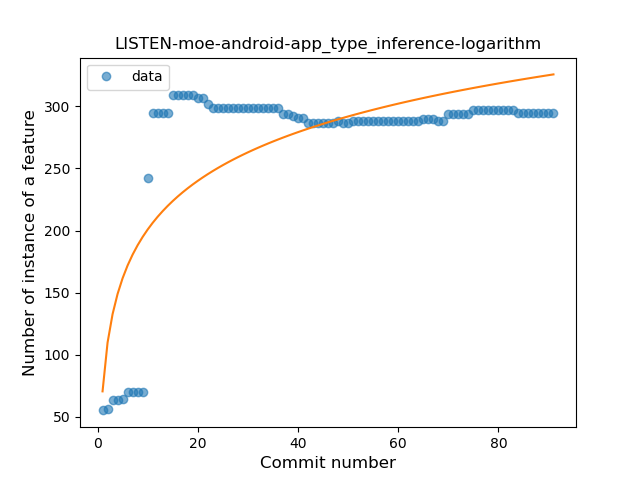 LISTEN-moe-android-app_type_inference-logarithm
data
Number of instance of a feature
300
250
200
150
100
50
0 20 40 60 80
Commit number